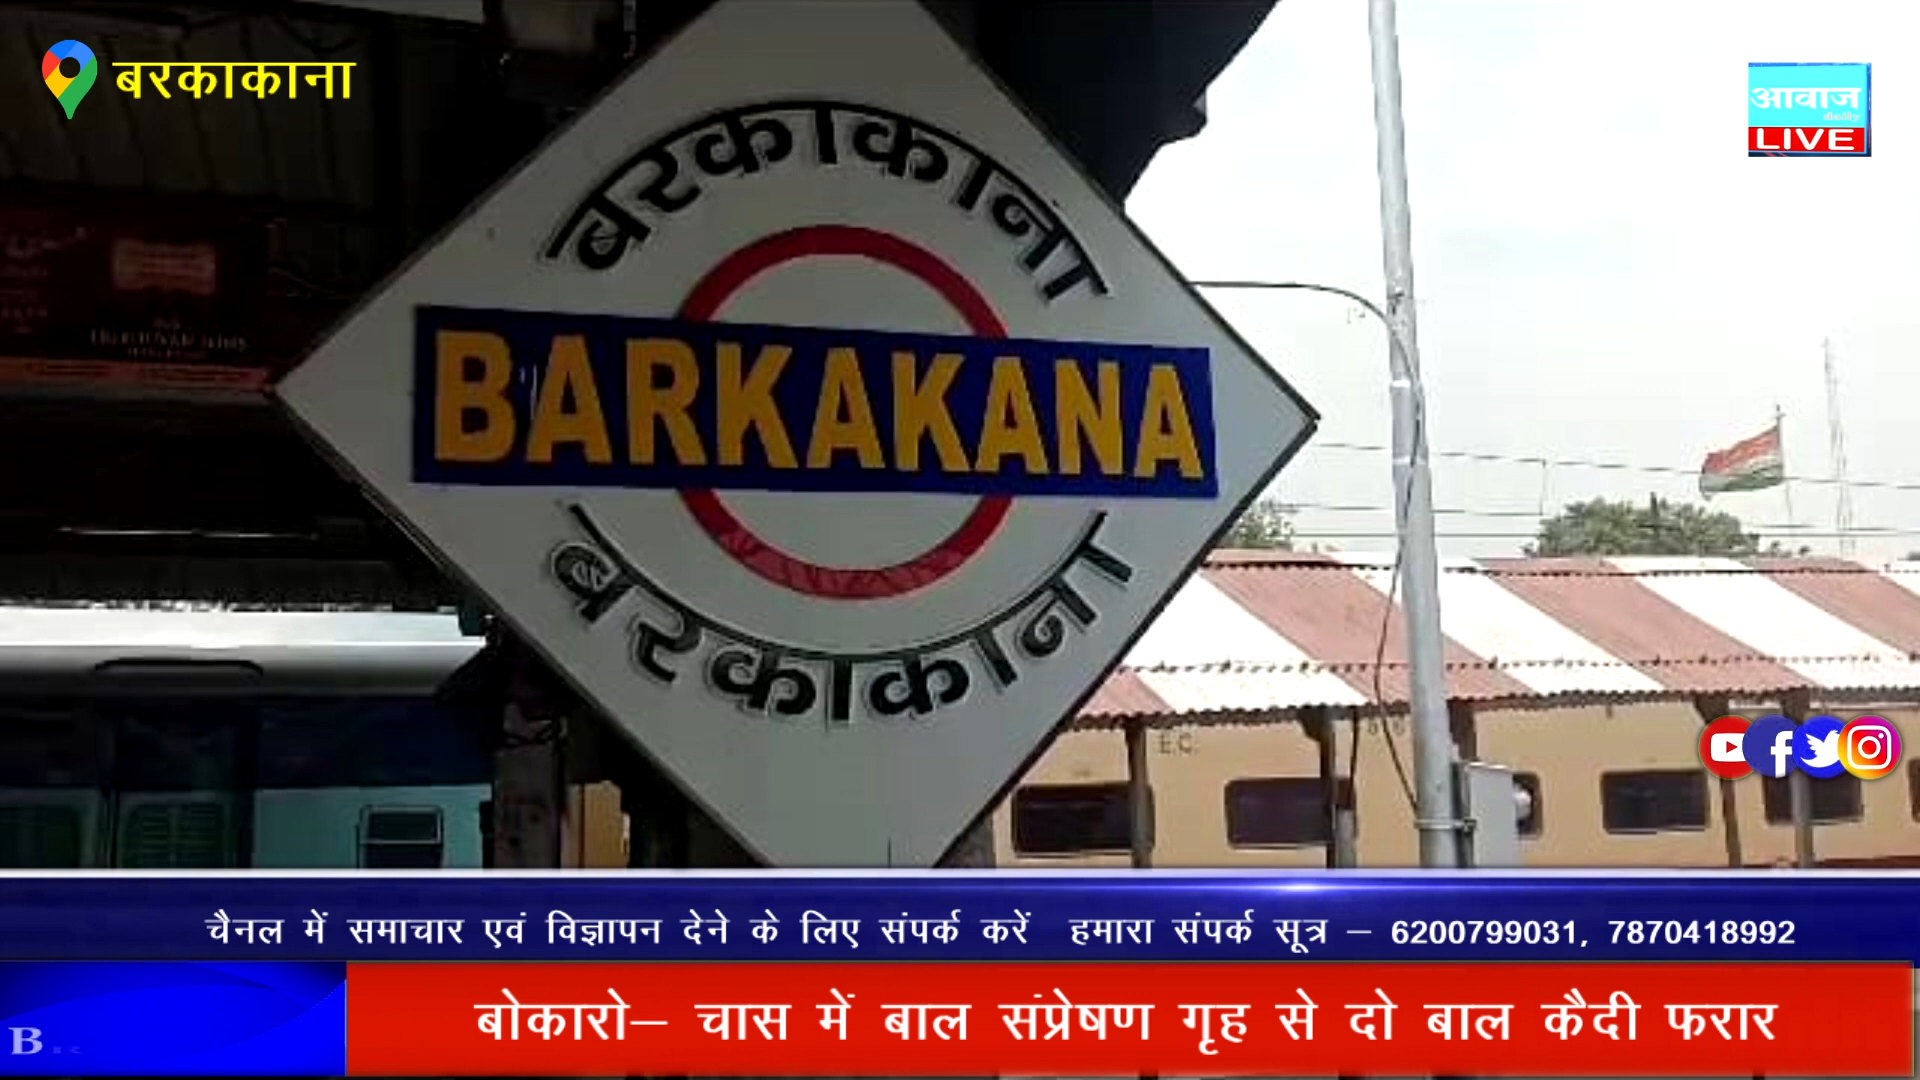 बरकाकाना
आवाज
LIVE
बरकाकाना
BARKAKANA
बरकाकाना
E.C.
चैनल में समाचार एवं विज्ञापन देने के लिए संपर्क करें हमारा संपर्क सूत्र – 6200799031, 7870418992
बोकारो– चास में बाल संप्रेषण गृह से दो बाल कैदी फरार
B